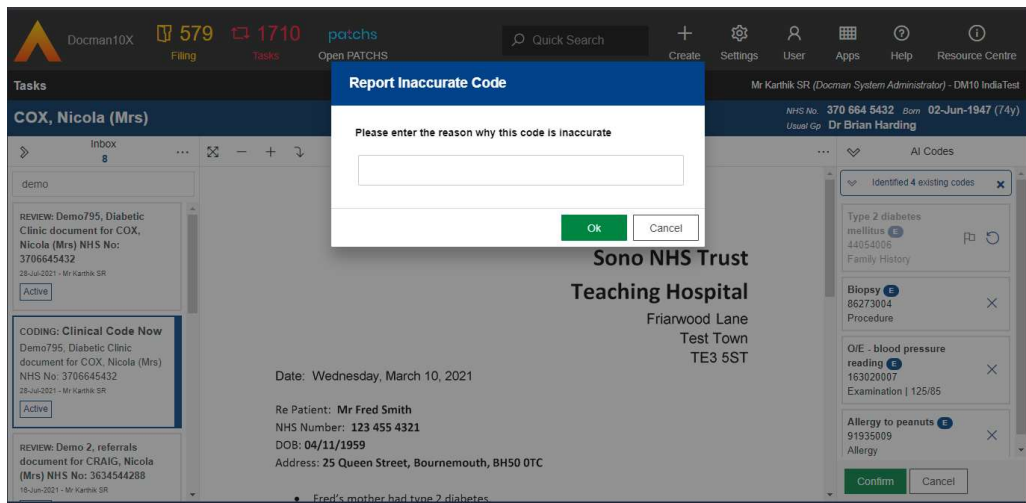 Docman10X
579
Filing
1710
Tasks
patchs
Open PATCHS
Quick Search
Create
Settings
User
Apps
Help
Resource Centre
Tasks
Mr Karthik SR (Docman System Administrator) - DM10 IndiaTest
COX, Nicola (Mrs)
NHS No. 370 664 5432 Born 02-Jun-1947 (74y)
Usual Gp Dr Brian Harding
Report Inaccurate Code
Please enter the reason why this code is inaccurate
Ok
Cancel
Inbox
8
demo
REVIEW: Demo795, Diabetic
Clinic document for COX,
Nicola (Mrs) NHS No:
3706645432
28-Jul-2021 - Mr Karthik SR
Active
CODING: Clinical Code Now
Demo795, Diabetic Clinic
document for COX, Nicola (Mrs)
NHS No: 3706645432
28-Jul-2021 - Mr Karthik SR
Active
REVIEW: Demo 2, referrals
document for CRAIG, Nicola
(Mrs) NHS No: 3634544288
18-Jun-2021 - Mr Karthik SR
Sono NHS Trust
Teaching Hospital
Friarwood Lane
Test Town
TE3 5ST
Date: Wednesday, March 10, 2021
Re Patient: Mr Fred Smith
NHS Number: 123 455 4321
DOB: 04/11/1959
Address: 25 Queen Street, Bournemouth, BH50 0TC
• Fred's mother had type 2 diabetes.
AI Codes
Identified 4 existing codes
Type 2 diabetes
mellitus E
44054006
Family History
Biopsy E
86273004
Procedure
O/E - blood pressure
reading E
163020007
Examination | 125/85
Allergy to peanuts E
91935009
Allergy
Confirm
Cancel